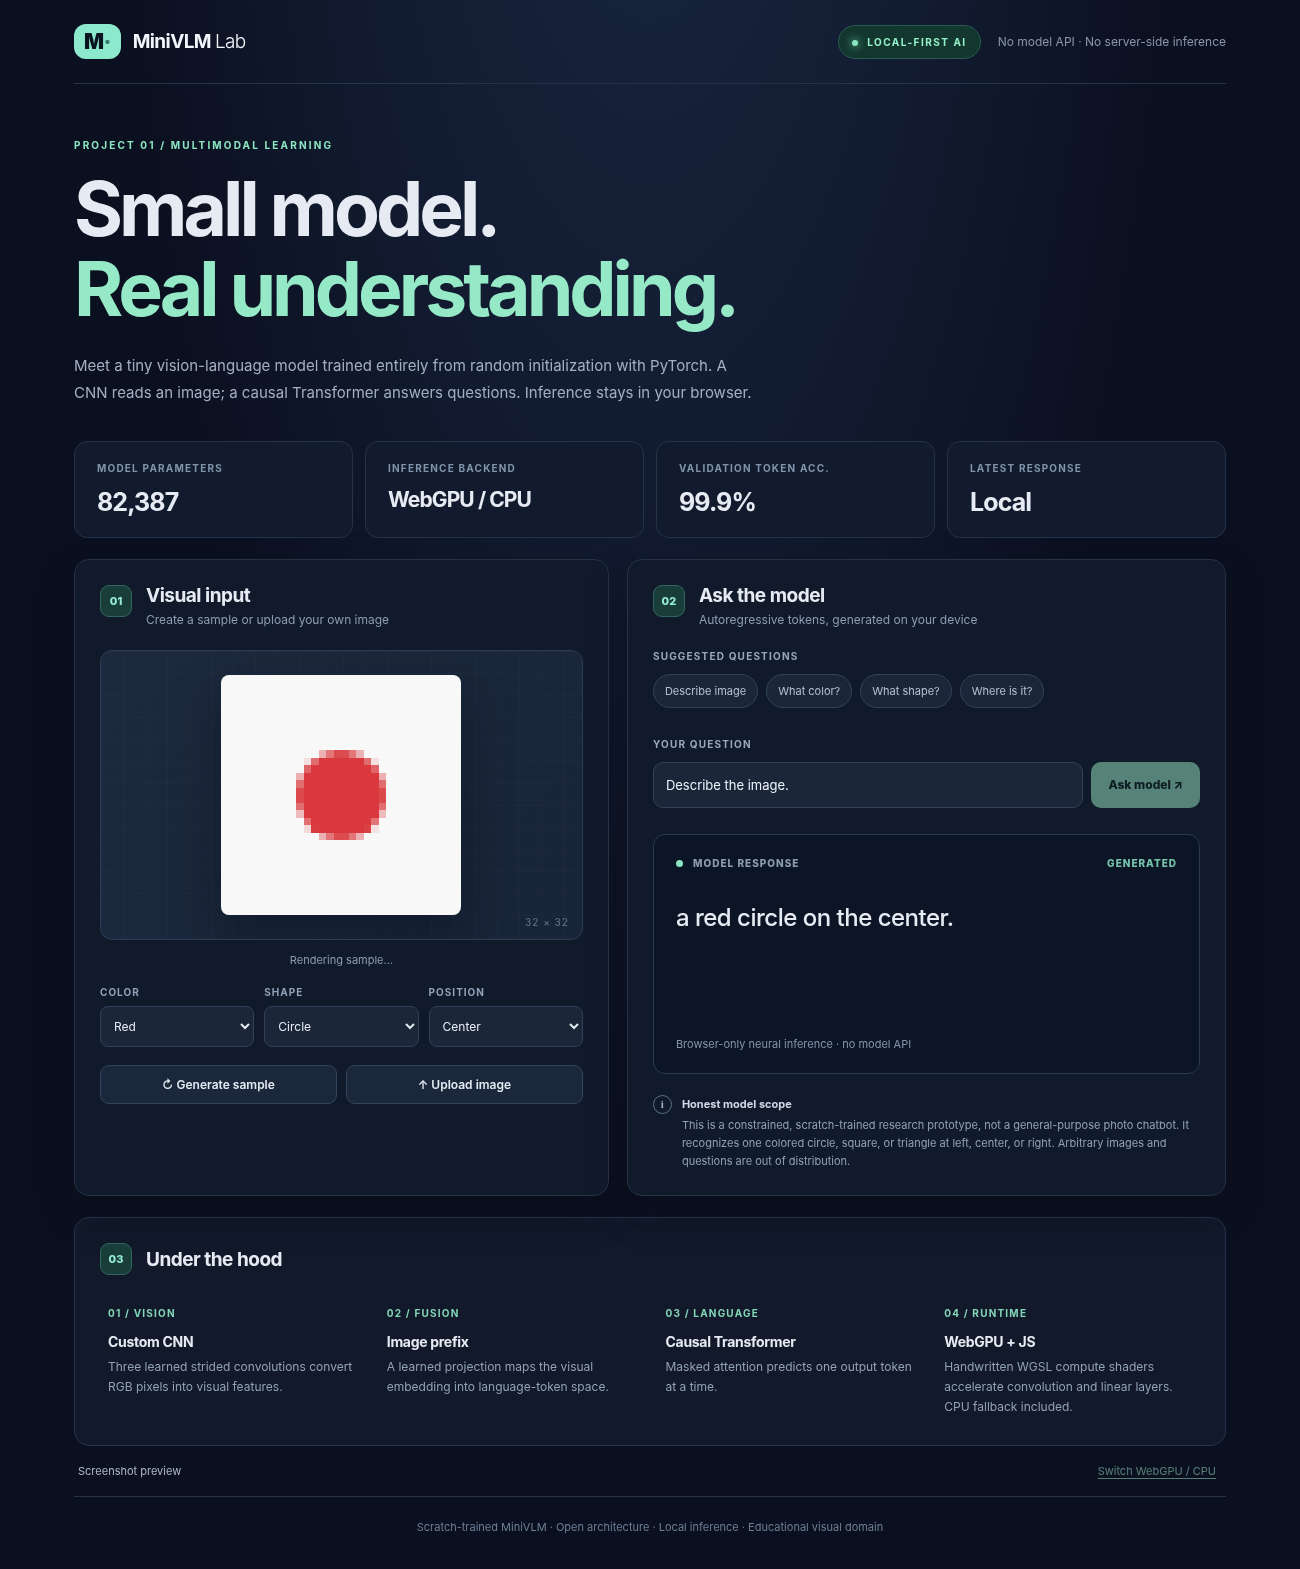 M·
MiniVLM Lab
LOCAL-FIRST AI
No model API · No server-side inference
PROJECT 01 / MULTIMODAL LEARNING
Small model.
Real understanding.
Meet a tiny vision-language model trained entirely from random initialization with PyTorch. A
CNN reads an image; a causal Transformer answers questions. Inference stays in your browser.
MODEL PARAMETERS
82,387
INFERENCE BACKEND
WebGPU / CPU
VALIDATION TOKEN ACC.
99.9%
LATEST RESPONSE
Local
01
Visual input
Create a sample or upload your own image
32 × 32
Rendering sample...
COLOR
SHAPE
POSITION
Red
Circle
Center
↻ Generate sample
↑ Upload image
02
Ask the model
Autoregressive tokens, generated on your device
SUGGESTED QUESTIONS
Describe image
What color?
What shape?
Where is it?
YOUR QUESTION
Describe the image.
Ask model ↗
MODEL RESPONSE
GENERATED
a red circle on the center.
Browser-only neural inference · no model API
i
Honest model scope
This is a constrained, scratch-trained research prototype, not a general-purpose photo chatbot. It
recognizes one colored circle, square, or triangle at left, center, or right. Arbitrary images and
questions are out of distribution.
03
Under the hood
01 / VISION
Custom CNN
Three learned strided convolutions convert
RGB pixels into visual features.
02 / FUSION
Image prefix
A learned projection maps the visual
embedding into language-token space.
03 / LANGUAGE
Causal Transformer
Masked attention predicts one output token
at a time.
04 / RUNTIME
WebGPU + JS
Handwritten WGSL compute shaders
accelerate convolution and linear layers.
CPU fallback included.
Screenshot preview
Switch WebGPU / CPU
Scratch-trained MiniVLM · Open architecture · Local inference · Educational visual domain